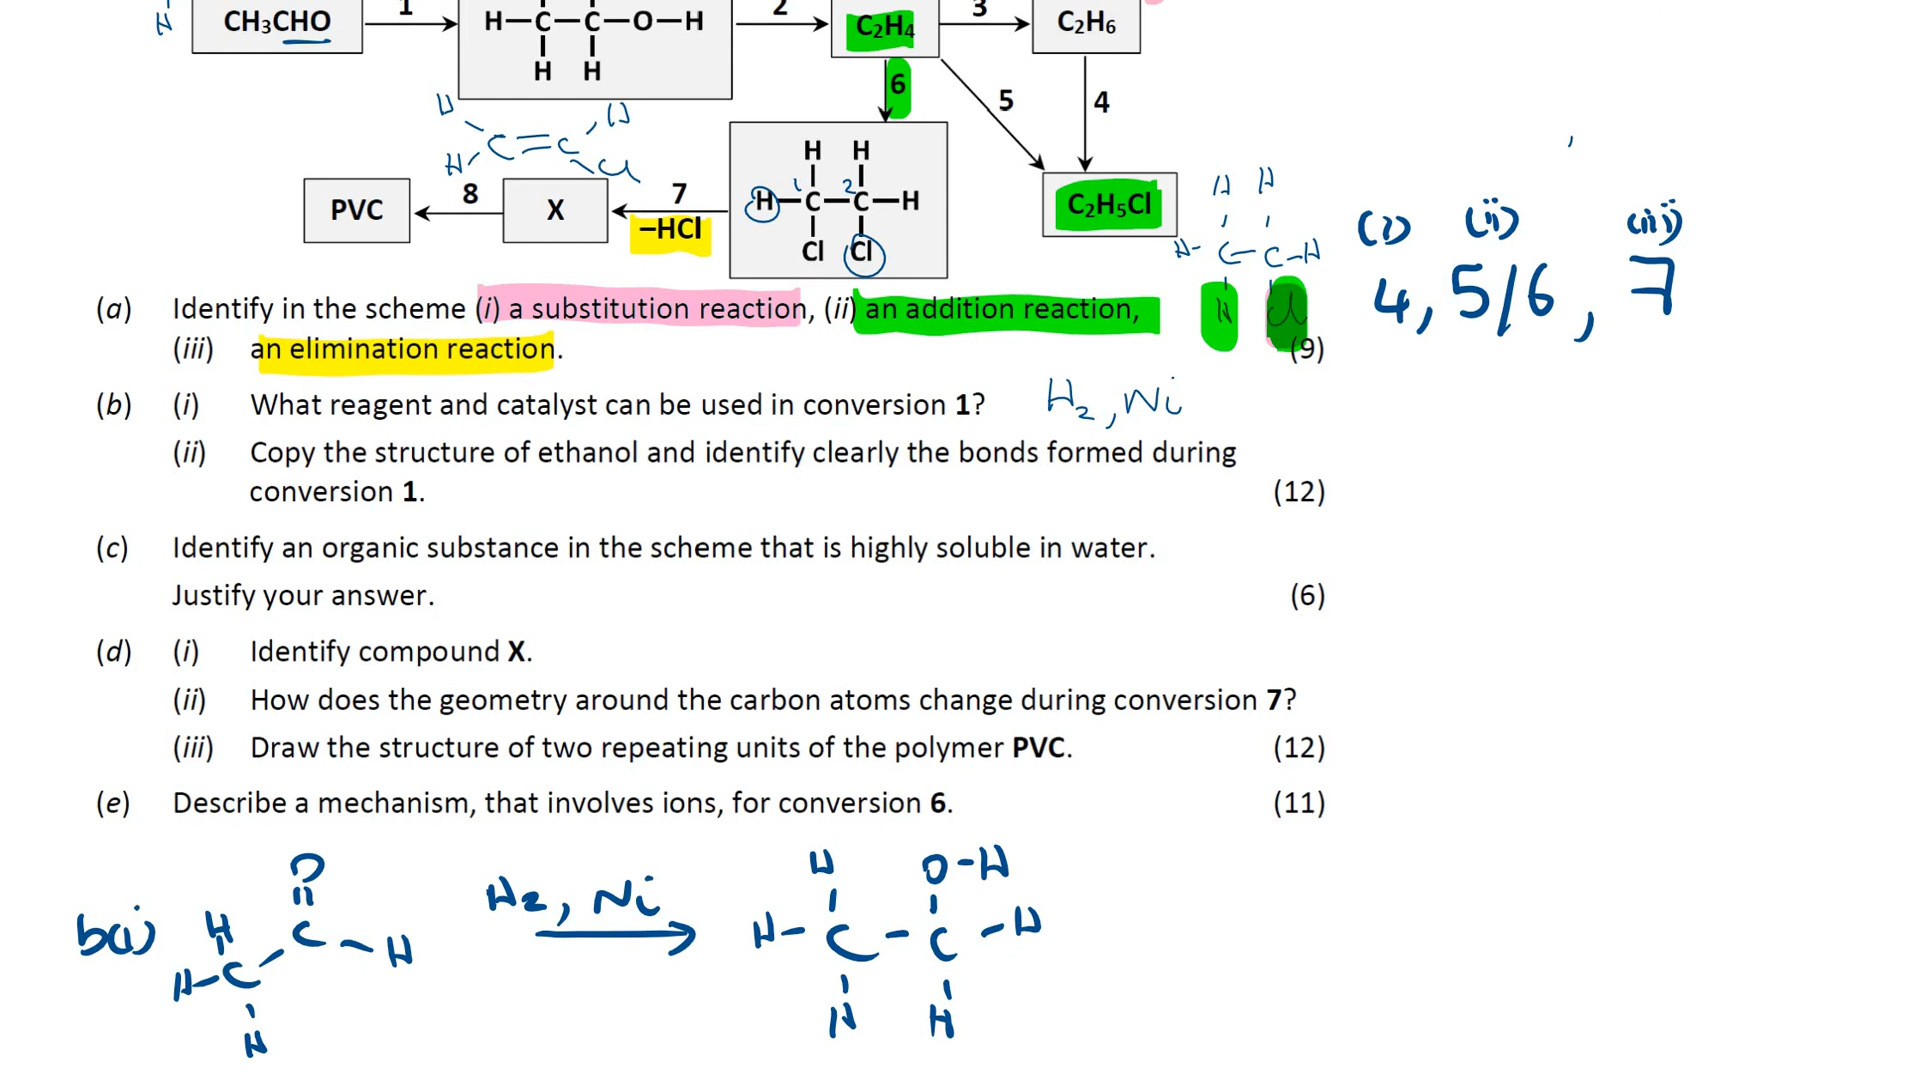 H
CH3CHO 1 H—C—C—O—H 2 C2H4 3 C2H6
H H
6 5 4
H H
H C=C Cl
H H
PVC 8 X 7 H—C—C—H C2H5Cl
1 2
–HCl
Cl Cl
H H
H-C-C-H
H Cl
(i) (ii) (iii)
4, 5/6, 7
(a) Identify in the scheme (i) a substitution reaction, (ii) an addition reaction,
(iii) an elimination reaction. (9)
(b) (i) What reagent and catalyst can be used in conversion 1? H2, Ni
(ii) Copy the structure of ethanol and identify clearly the bonds formed during
conversion 1. (12)
(c) Identify an organic substance in the scheme that is highly soluble in water.
Justify your answer. (6)
(d) (i) Identify compound X.
(ii) How does the geometry around the carbon atoms change during conversion 7?
(iii) Draw the structure of two repeating units of the polymer PVC. (12)
(e) Describe a mechanism, that involves ions, for conversion 6. (11)
O H O-H
b(i) H C H H2, Ni H-C-C-H
H-C
H H H